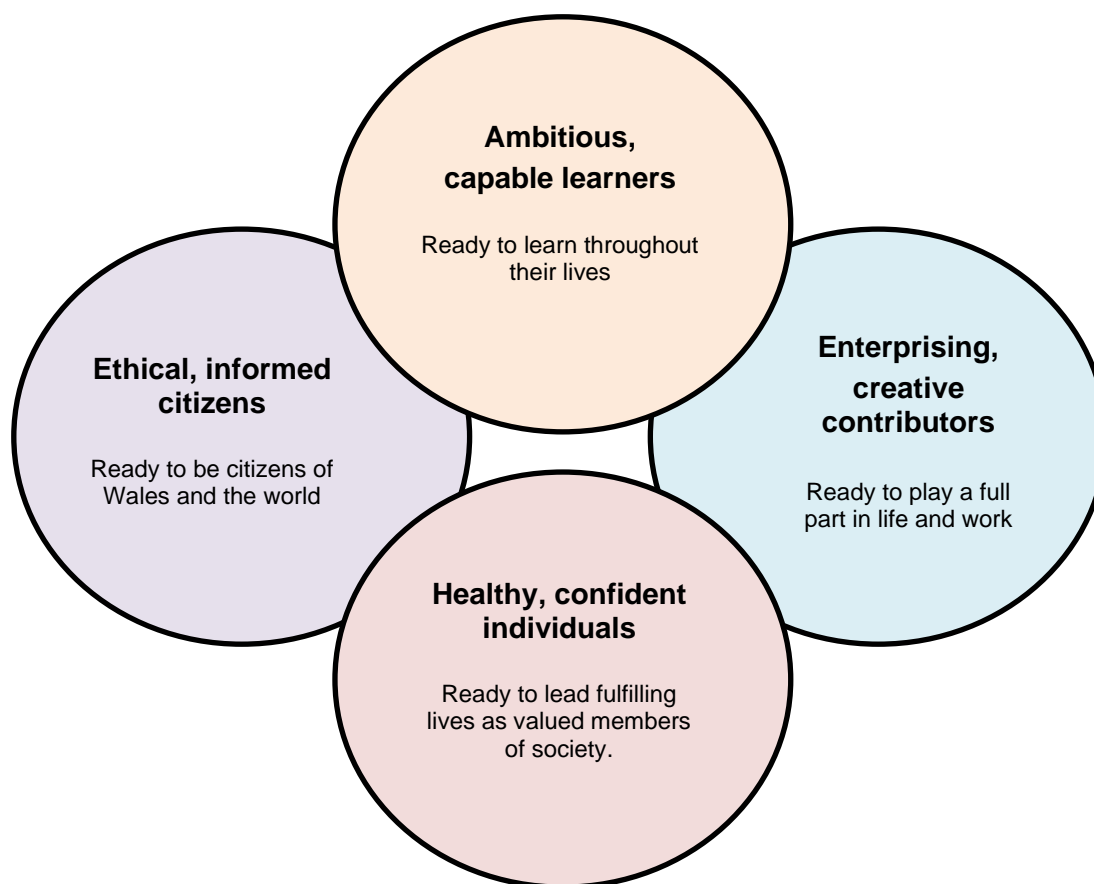 Ambitious,
capable learners
Ready to learn throughout
their lives
Ethical, informed
citizens
Ready to be citizens of
Wales and the world
Enterprising,
creative
contributors
Ready to play a full
part in life and work
Healthy, confident
individuals
Ready to lead fulfilling
lives as valued members
of society.